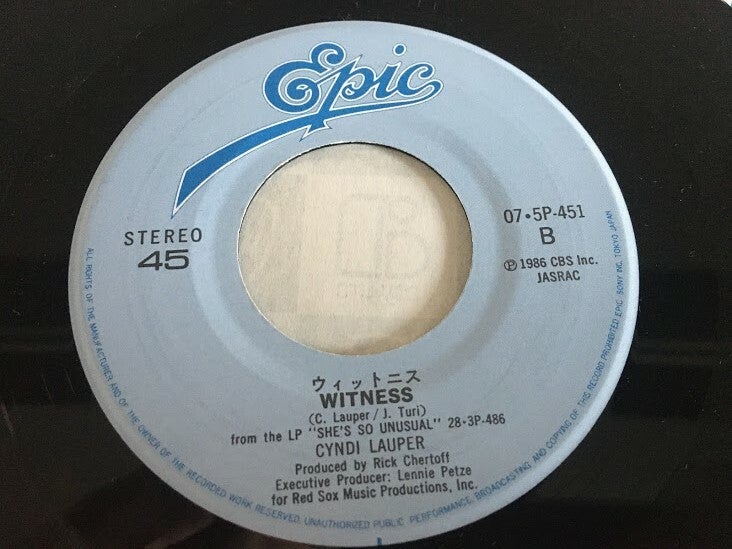 Epic
STEREO
45
07•5P-451
B
℗ 1986 CBS Inc.
JASRAC
ウィットニス
WITNESS
(C. Lauper / J. Turi)
from the LP "SHE'S SO UNUSUAL" 28•3P-486
CYNDI LAUPER
Produced by Rick Chertoff
Executive Producer: Lennie Petze
for Red Sox Music Productions, Inc.
ALL RIGHTS OF THE MANUFACTURER AND OF THE OWNER OF THE RECORDED WORK RESERVED. UNAUTHORIZED PUBLIC PERFORMANCE, BROADCASTING AND COPYING OF THIS RECORD PROHIBITED EPIC SONY INC. TOKYO JAPAN